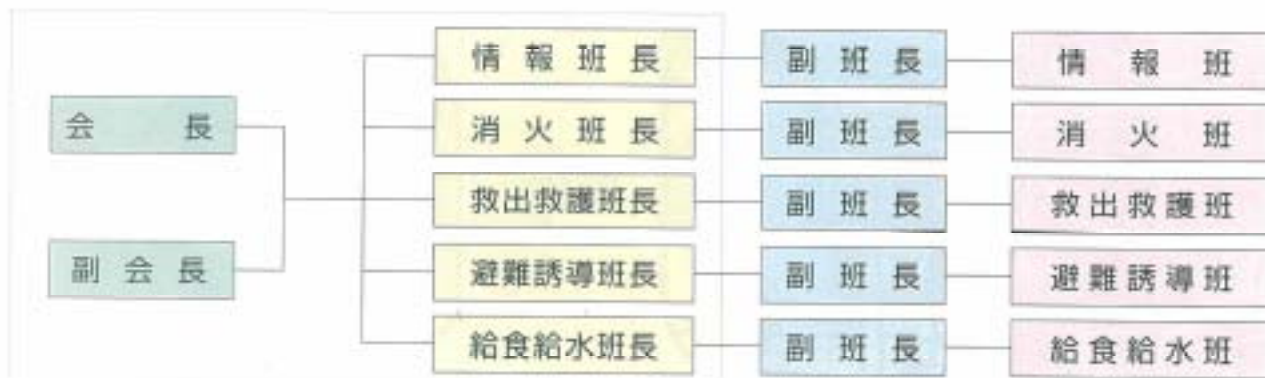 情報班長 副班長 情報班
会長
消火班長 副班長 消火班
救出救護班長 副班長 救出救護班
副会長
避難誘導班長 副班長 避難誘導班
給食給水班長 副班長 給食給水班